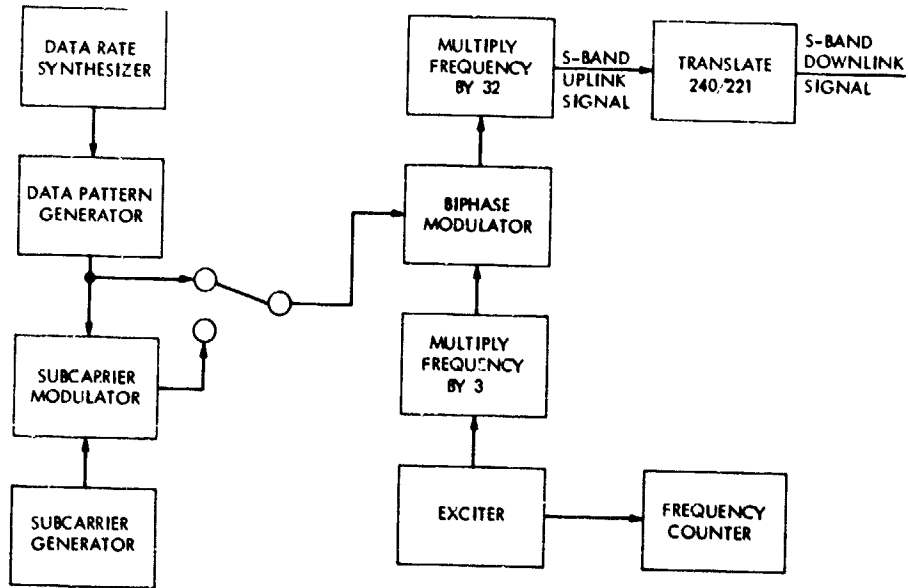 DATA RATE
SYNTHESIZER
DATA PATTERN
GENERATOR
SUBCARRIER
MODULATOR
SUBCARRIER
GENERATOR
MULTIPLY
FREQUENCY
BY 32
S-BAND
UPLINK
SIGNAL
TRANSLATE
240/221
S-BAND
DOWNLINK
SIGNAL
BIPHASE
MODULATOR
MULTIPLY
FREQUENCY
BY 3
EXCITER
FREQUENCY
COUNTER